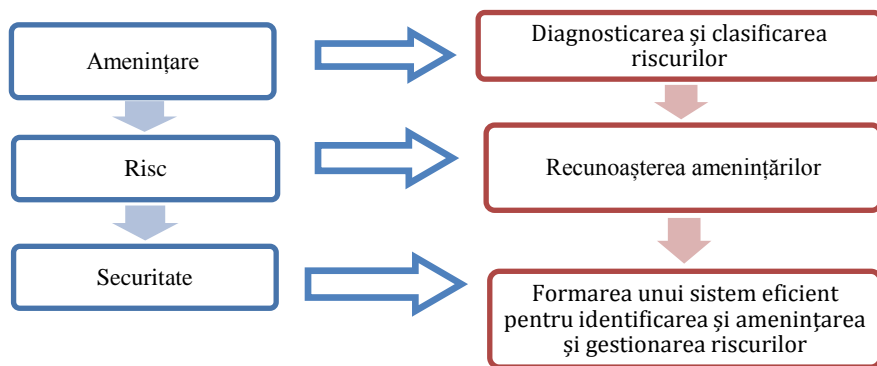 Amenințare
Diagnosticarea și clasificarea
riscurilor
Risc
Recunoașterea amenințărilor
Securitate
Formarea unui sistem eficient
pentru identificarea și amenințarea
și gestionarea riscurilor